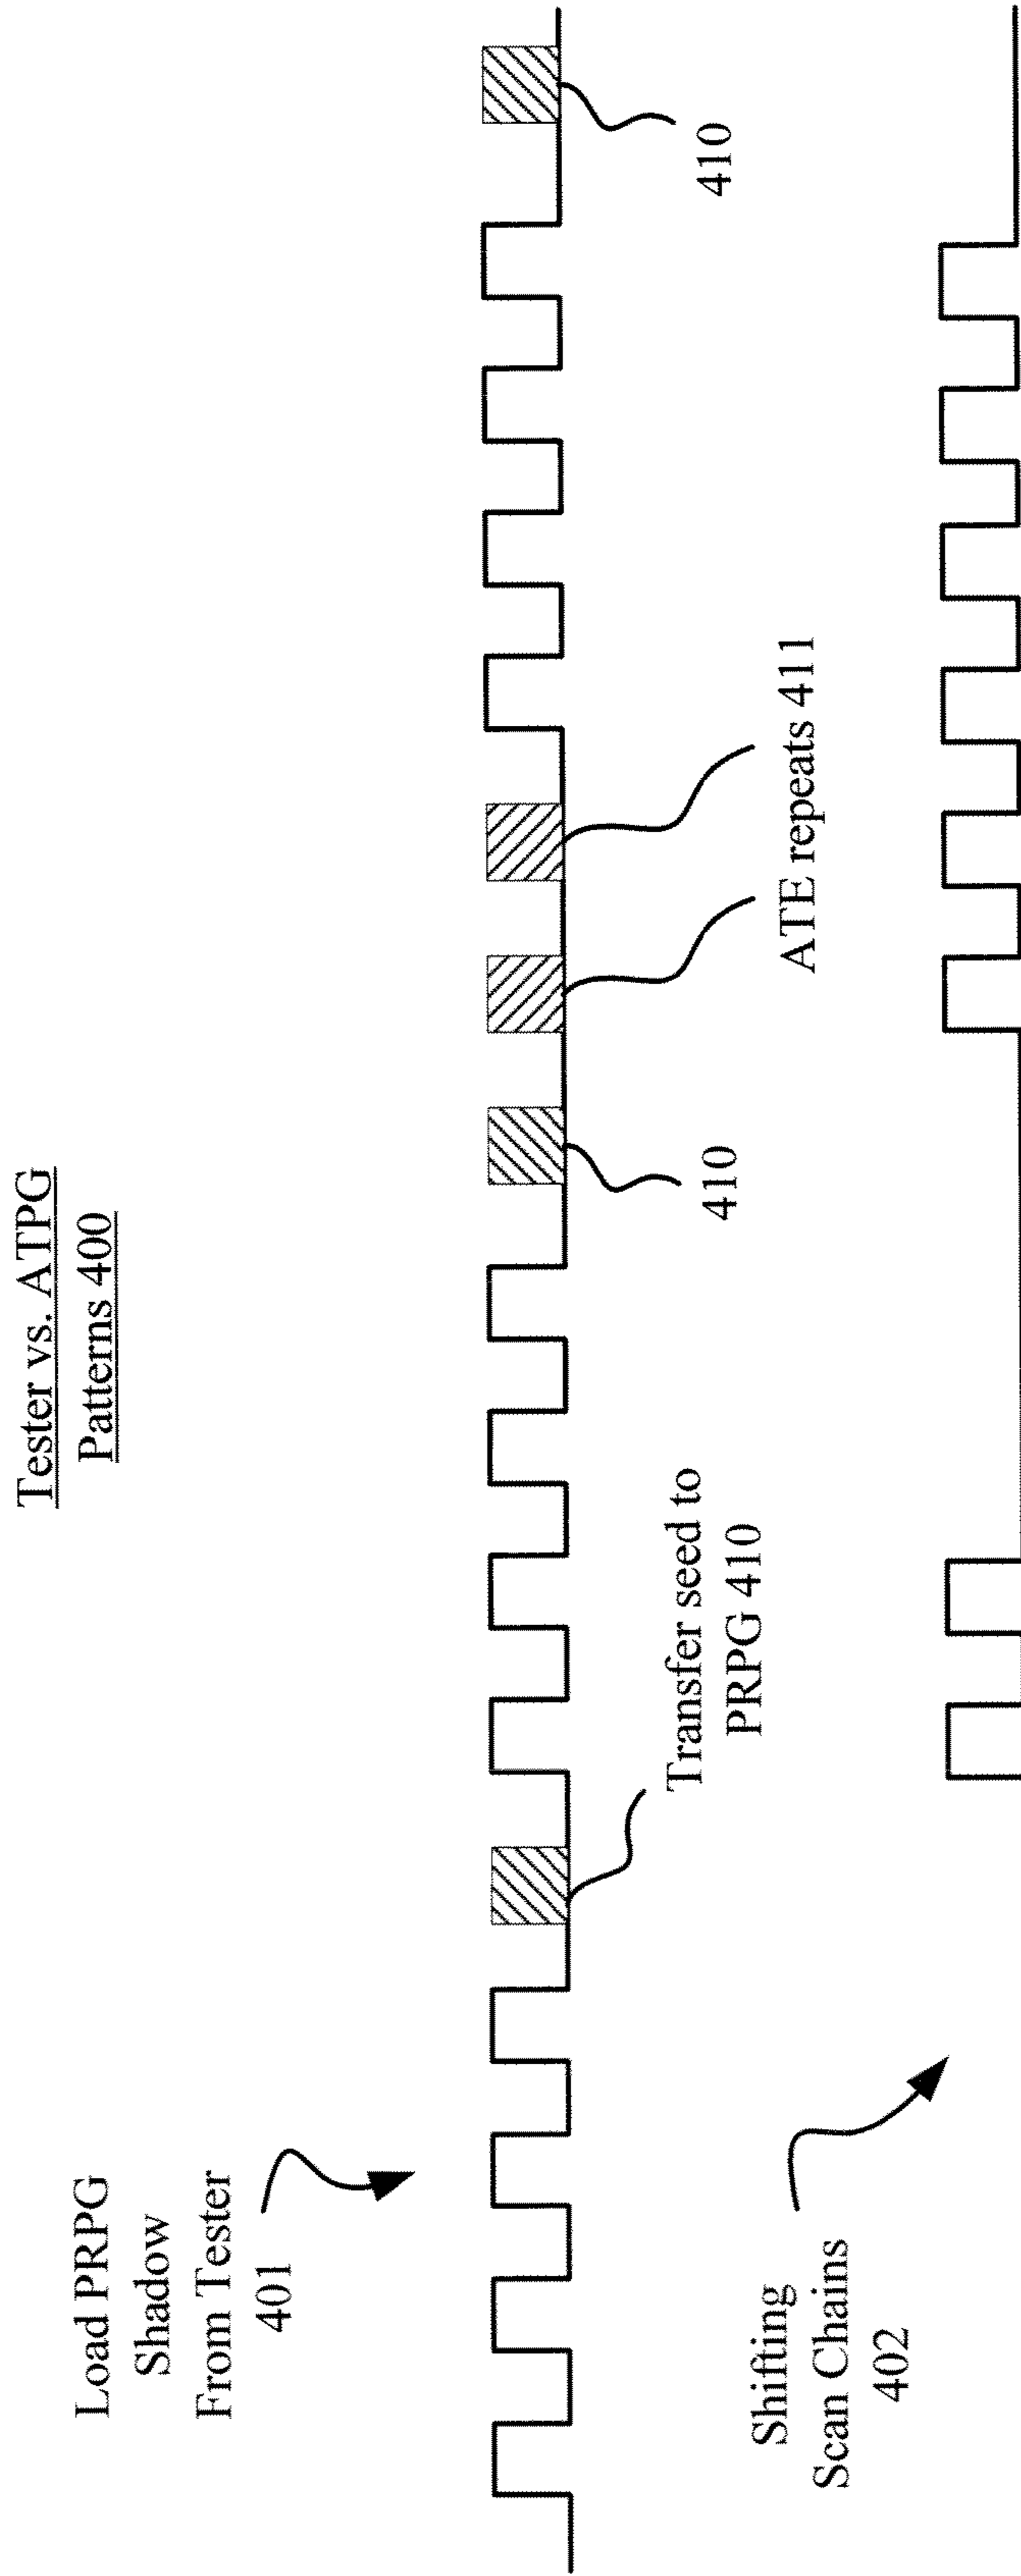 Tester vs. ATPG
Patterns 400
Load PRPG
Shadow
From Tester
401
Transfer seed to
PRPG 410
410
ATE repeats 411
410
Shifting
Scan Chains
402